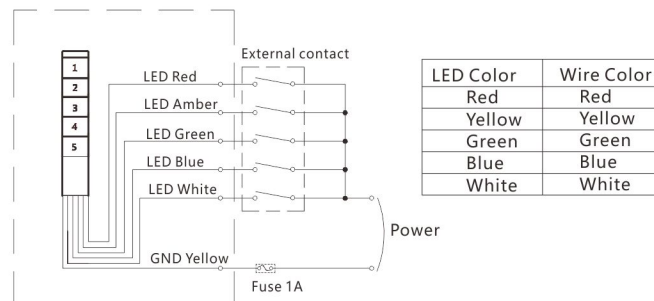 1
2
3
4
5
External contact
LED Red
LED Amber
LED Green
LED Blue
LED White
GND Yellow
Fuse 1A
Power
LED Color Wire Color
Red Red
Yellow Yellow
Green Green
Blue Blue
White White